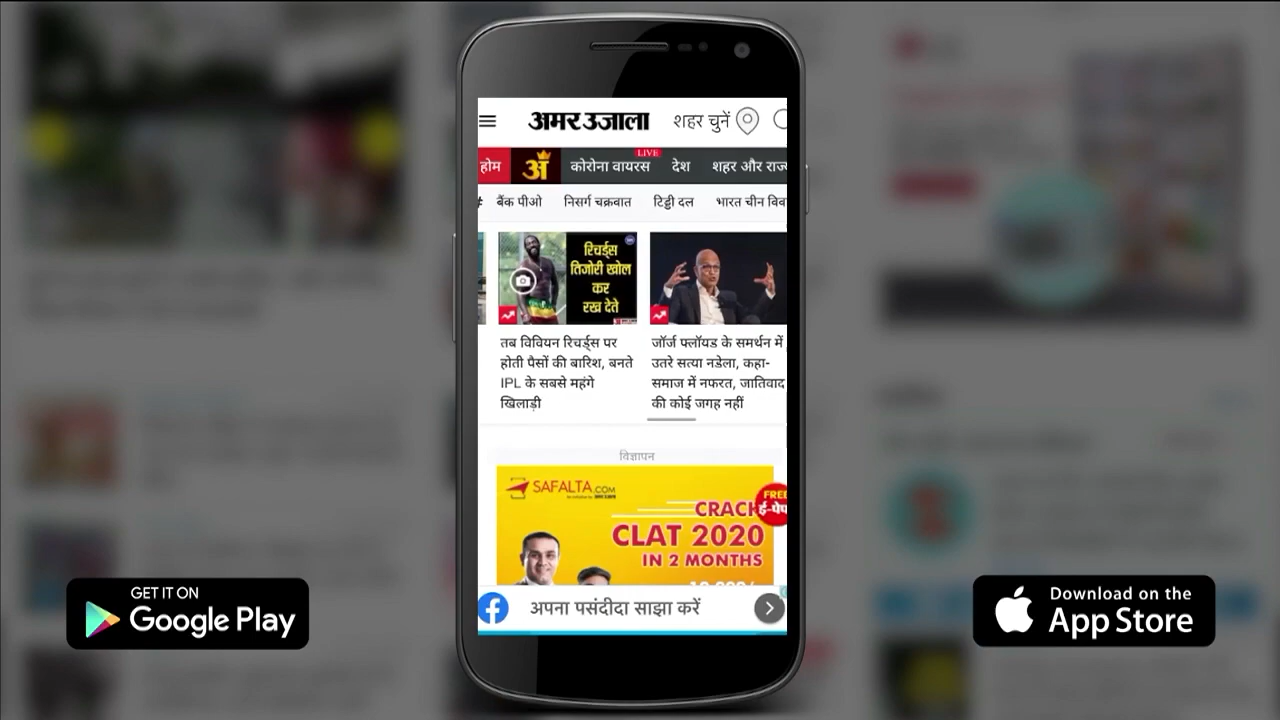 अमर उजाला
शहर चुनें
LIVE
होम
अं
कोरोना वायरस
देश
शहर और राज्य
#
बैंक पीओ
निसर्ग चक्रवात
टिड्डी दल
भारत चीन
रिचर्ड्स
तिजोरी खोल
कर
रख देते
तब विवियन रिचर्ड्स पर
होती पैसों की बारिश, बनते
IPL के सबसे महंगे
खिलाड़ी
जॉर्ज फ्लॉयड के समर्थन में
उतरे सत्या नडेला, कहा-
समाज में नफरत, जातिवाद
की कोई जगह नहीं
विज्ञापन
SAFALTA.COM
CRACK
CLAT 2020
IN 2 MONTHS
FREE
अपना पसंदीदा साझा करें
GET IT ON
Google Play
Download on the
App Store